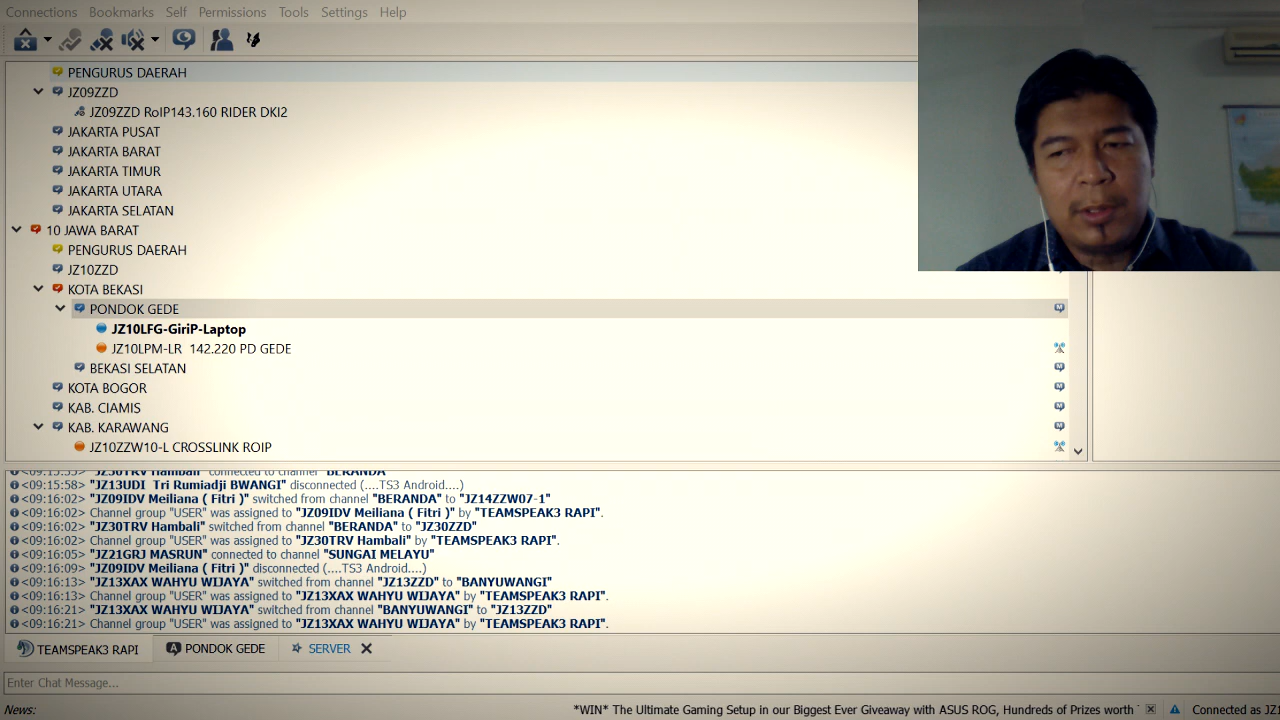 Connections Bookmarks Self Permissions Tools Settings Help
PENGURUS DAERAH
JZ09ZZD
JZ09ZZD RoIP143.160 RIDER DKI2
JAKARTA PUSAT
JAKARTA BARAT
JAKARTA TIMUR
JAKARTA UTARA
JAKARTA SELATAN
10 JAWA BARAT
PENGURUS DAERAH
JZ10ZZD
KOTA BEKASI
PONDOK GEDE
JZ10LFG-GiriP-Laptop
JZ10LPM-LR 142.220 PD GEDE
BEKASI SELATAN
KOTA BOGOR
KAB. CIAMIS
KAB. KARAWANG
JZ10ZZW10-L CROSSLINK ROIP
"JZ30TRV Hambali" connected to channel "BERANDA"
<09:15:58> "JZ13UDI Tri Rumiadji BWANGI" disconnected (....TS3 Android....)
<09:16:02> "JZ09IDV Meiliana ( Fitri )" switched from channel "BERANDA" to "JZ14ZZW07-1"
<09:16:02> Channel group "USER" was assigned to "JZ09IDV Meiliana ( Fitri )" by "TEAMSPEAK3 RAPI".
<09:16:02> "JZ30TRV Hambali" switched from channel "BERANDA" to "JZ30ZZD"
<09:16:02> Channel group "USER" was assigned to "JZ30TRV Hambali" by "TEAMSPEAK3 RAPI".
<09:16:05> "JZ21GRJ MASRUN" connected to channel "SUNGAI MELAYU"
<09:16:09> "JZ09IDV Meiliana ( Fitri )" disconnected (....TS3 Android....)
<09:16:13> "JZ13XAX WAHYU WIJAYA" switched from channel "JZ13ZZD" to "BANYUWANGI"
<09:16:13> Channel group "USER" was assigned to "JZ13XAX WAHYU WIJAYA" by "TEAMSPEAK3 RAPI".
<09:16:21> "JZ13XAX WAHYU WIJAYA" switched from channel "BANYUWANGI" to "JZ13ZZD"
<09:16:21> Channel group "USER" was assigned to "JZ13XAX WAHYU WIJAYA" by "TEAMSPEAK3 RAPI".
TEAMSPEAK3 RAPI PONDOK GEDE SERVER
Enter Chat Message...
News: *WIN* The Ultimate Gaming Setup in our Biggest Ever Giveaway with ASUS ROG, Hundreds of Prizes worth Connected as JZ1